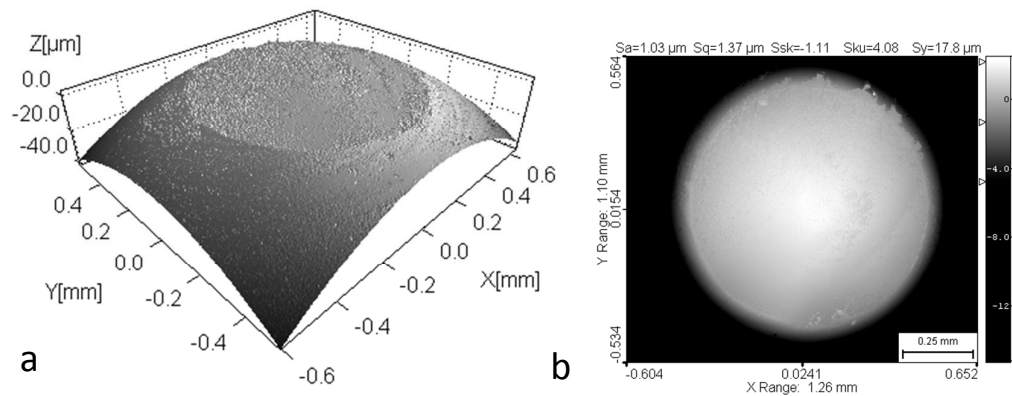 Z[µm]
0.0
-20.0
-40.0
0.4
0.2
0.0
-0.2
-0.4
Y[mm]
0.6
0.4
0.2
0.0
-0.2
-0.4
-0.6
X[mm]
a
Sa=1.03 µm Sq=1.37 µm Ssk=-1.11 Sku=4.08 Sy=17.8 µm
0.564
0.0154
-0.534
Y Range: 1.10 mm
0
-4.0
-8.0
-12
0.25 mm
-0.604 0.0241 0.652
X Range: 1.26 mm
b